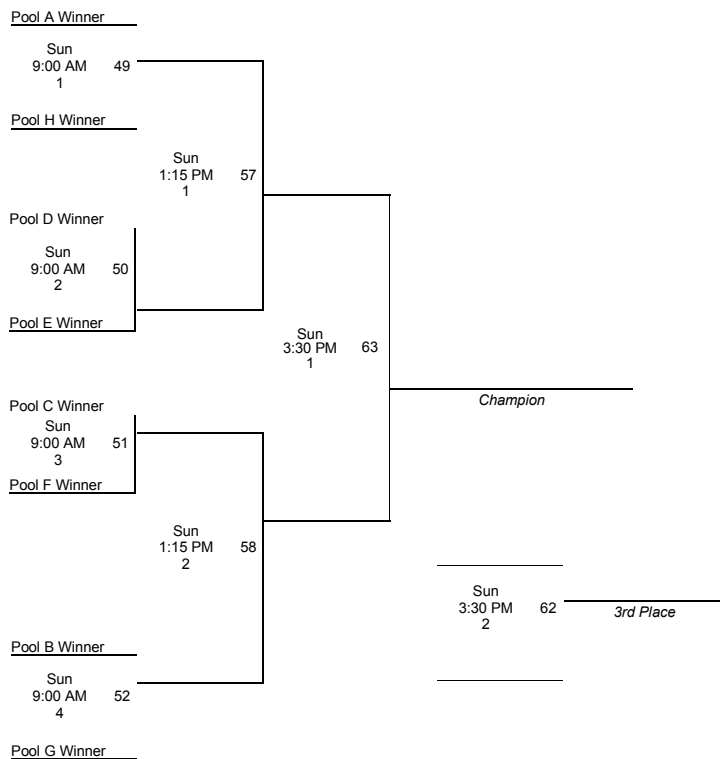 Pool A Winner
Sun
9:00 AM 49
1
Pool H Winner
Sun
1:15 PM 57
1
Pool D Winner
Sun
9:00 AM 50
2
Pool E Winner
Sun
3:30 PM 63
1
Champion
Pool C Winner
Sun
9:00 AM 51
3
Pool F Winner
Sun
1:15 PM 58
2
Sun
3:30 PM 62
2
3rd Place
Pool B Winner
Sun
9:00 AM 52
4
Pool G Winner